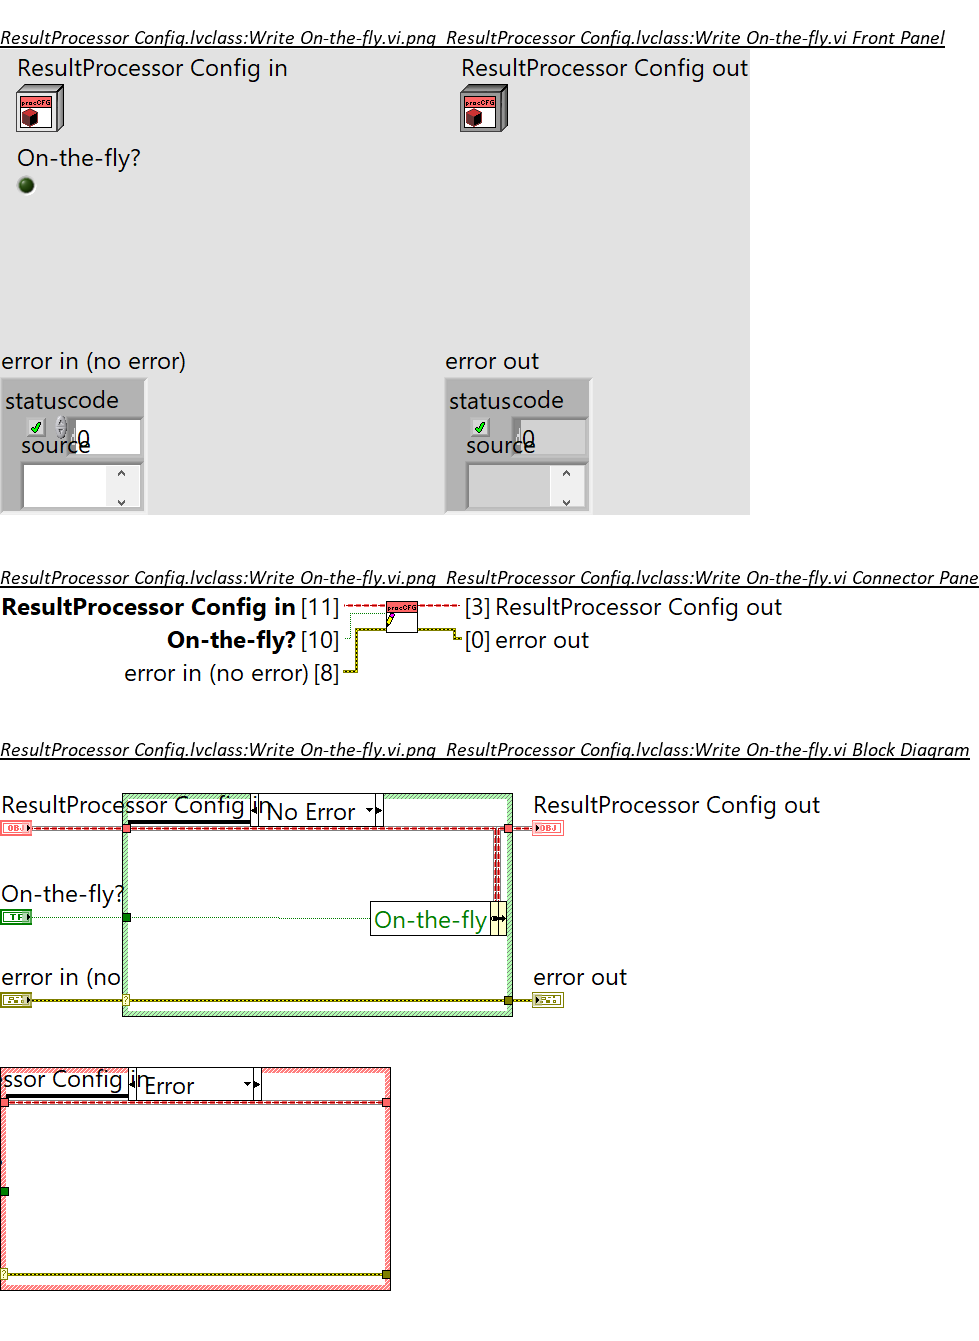 ResultProcessor Config.lvclass:Write On-the-fly.vi.png ResultProcessor Config.lvclass:Write On-the-fly.vi Front Panel
ResultProcessor Config in ResultProcessor Config out
procCFG procCFG
On-the-fly?
error in (no error) error out
status code status code
0 0
source source
ResultProcessor Config.lvclass:Write On-the-fly.vi.png ResultProcessor Config.lvclass:Write On-the-fly.vi Connector Pane
ResultProcessor Config in [11] procCFG [3] ResultProcessor Config out
On-the-fly? [10] [0] error out
error in (no error) [8]
ResultProcessor Config.lvclass:Write On-the-fly.vi.png ResultProcessor Config.lvclass:Write On-the-fly.vi Block Diagram
ResultProcessor Config in No Error ResultProcessor Config out
OBJ OBJ
On-the-fly?
TF On-the-fly
error in (no error out
?
ssor Config in Error
?